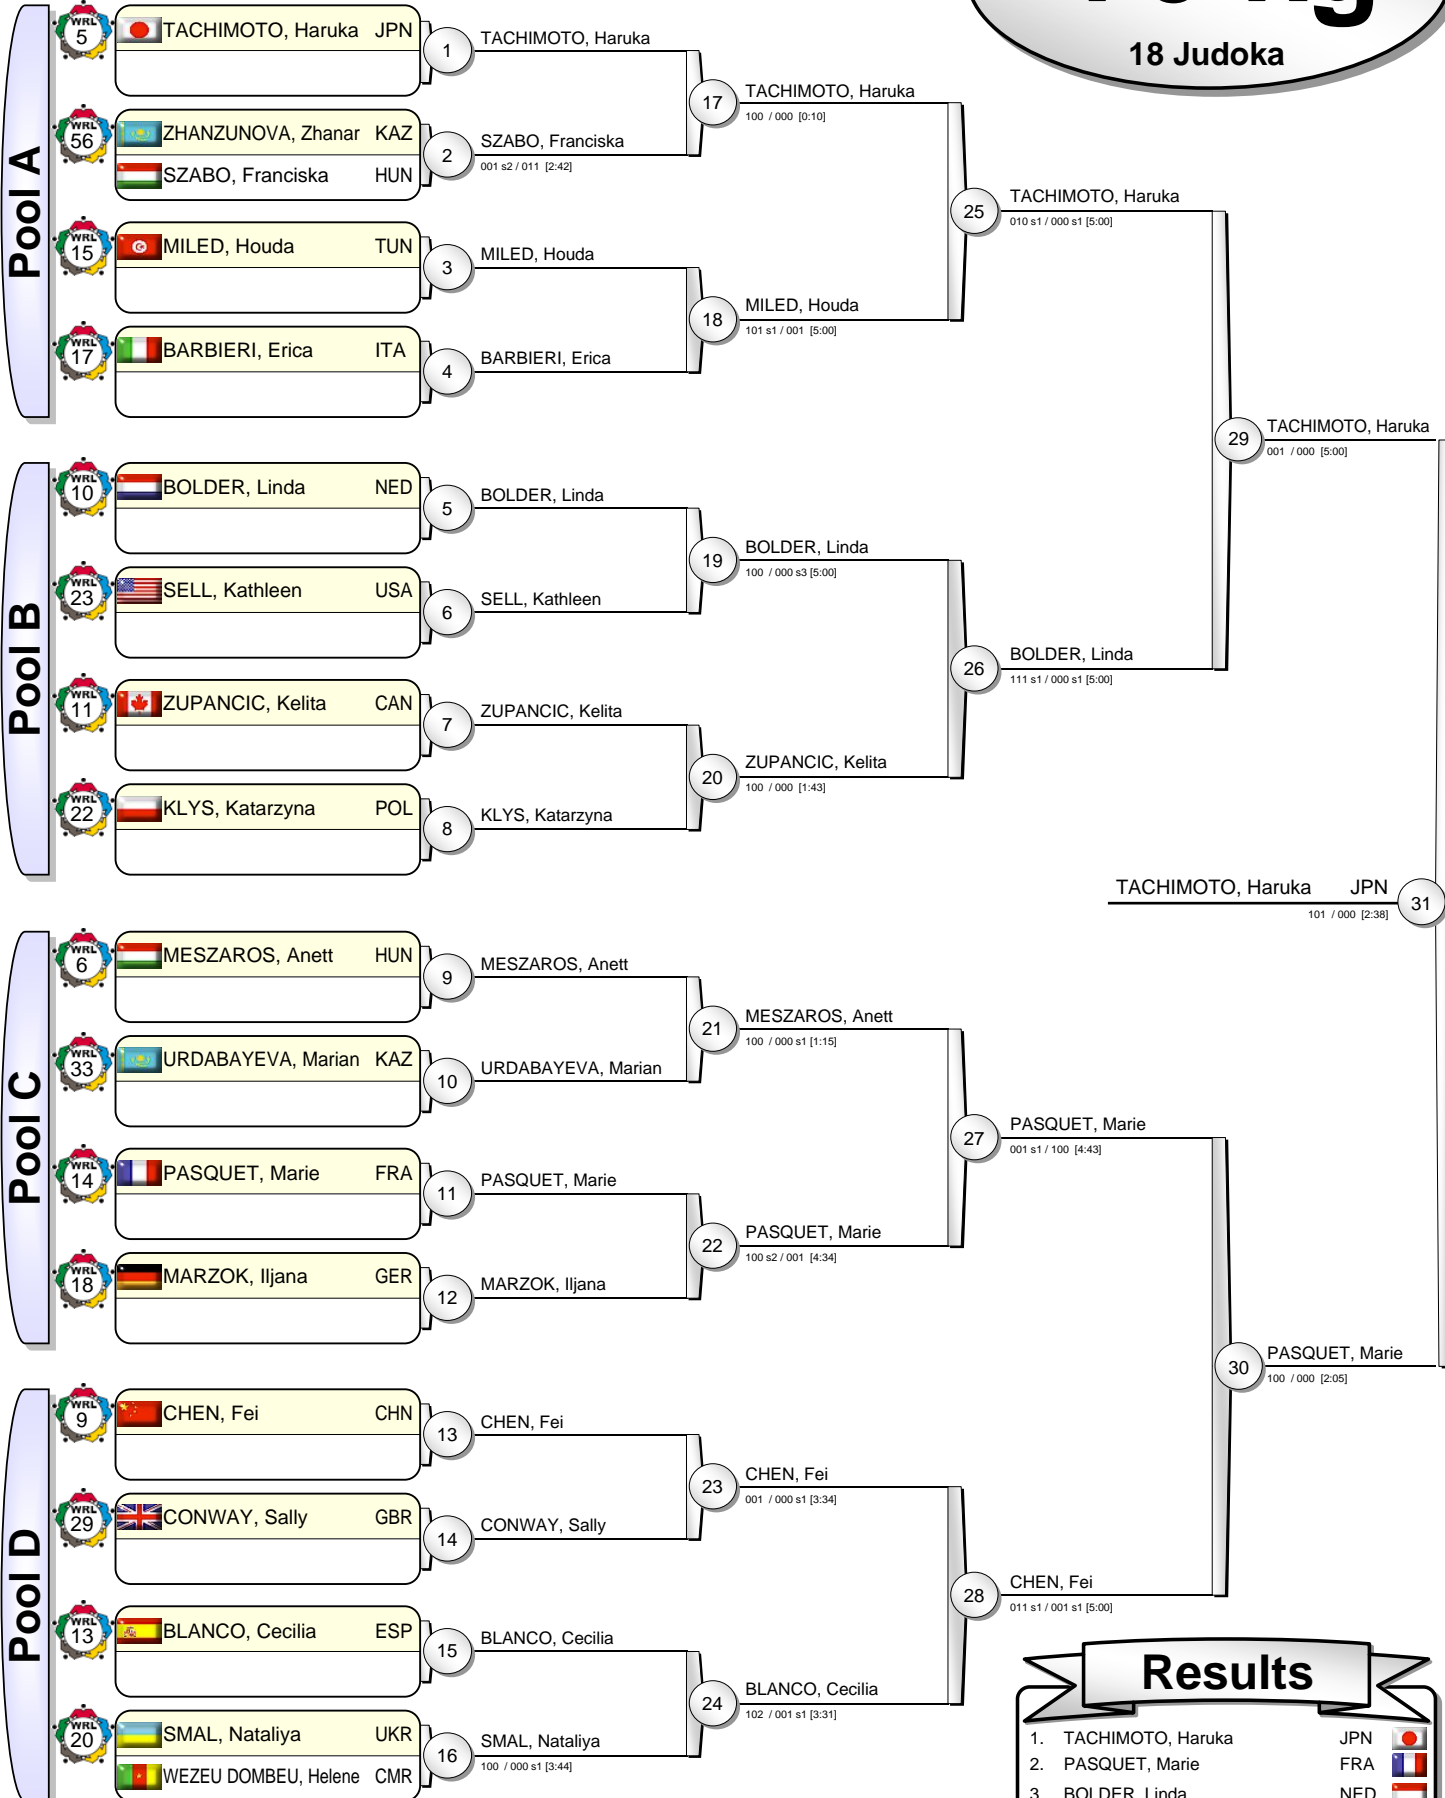 18 Judoka
Pool A
WRL 5
TACHIMOTO, Haruka JPN
WRL 56
ZHANZUNOVA, Zhanar KAZ
SZABO, Franciska HUN
WRL 15
MILED, Houda TUN
WRL 17
BARBIERI, Erica ITA
1
TACHIMOTO, Haruka
2
SZABO, Franciska
001 s2 / 011 [2:42]
3
MILED, Houda
4
BARBIERI, Erica
17
TACHIMOTO, Haruka
100 / 000 [0:10]
18
MILED, Houda
101 s1 / 001 [5:00]
25
TACHIMOTO, Haruka
010 s1 / 000 s1 [5:00]
Pool B
WRL 10
BOLDER, Linda NED
WRL 23
SELL, Kathleen USA
WRL 11
ZUPANCIC, Kelita CAN
WRL 22
KLYS, Katarzyna POL
5
BOLDER, Linda
6
SELL, Kathleen
7
ZUPANCIC, Kelita
8
KLYS, Katarzyna
19
BOLDER, Linda
100 / 000 s3 [5:00]
20
ZUPANCIC, Kelita
100 / 000 [1:43]
26
BOLDER, Linda
111 s1 / 000 s1 [5:00]
29
TACHIMOTO, Haruka
001 / 000 [5:00]
TACHIMOTO, Haruka JPN
101 / 000 [2:38]
31
Pool C
WRL 6
MESZAROS, Anett HUN
WRL 33
URDABAYEVA, Marian KAZ
WRL 14
PASQUET, Marie FRA
WRL 18
MARZOK, Iljana GER
9
MESZAROS, Anett
10
URDABAYEVA, Marian
11
PASQUET, Marie
12
MARZOK, Iljana
21
MESZAROS, Anett
100 / 000 s1 [1:15]
22
PASQUET, Marie
100 s2 / 001 [4:34]
27
PASQUET, Marie
001 s1 / 100 [4:43]
Pool D
WRL 9
CHEN, Fei CHN
WRL 29
CONWAY, Sally GBR
WRL 13
BLANCO, Cecilia ESP
WRL 20
SMAL, Nataliya UKR
WEZEU DOMBEU, Helene CMR
13
CHEN, Fei
14
CONWAY, Sally
15
BLANCO, Cecilia
16
SMAL, Nataliya
100 / 000 s1 [3:44]
23
CHEN, Fei
001 / 000 s1 [3:34]
24
BLANCO, Cecilia
102 / 001 s1 [3:31]
28
CHEN, Fei
011 s1 / 001 s1 [5:00]
30
PASQUET, Marie
100 / 000 [2:05]
Results
1. TACHIMOTO, Haruka JPN
2. PASQUET, Marie FRA
3. BOLDER, Linda NED